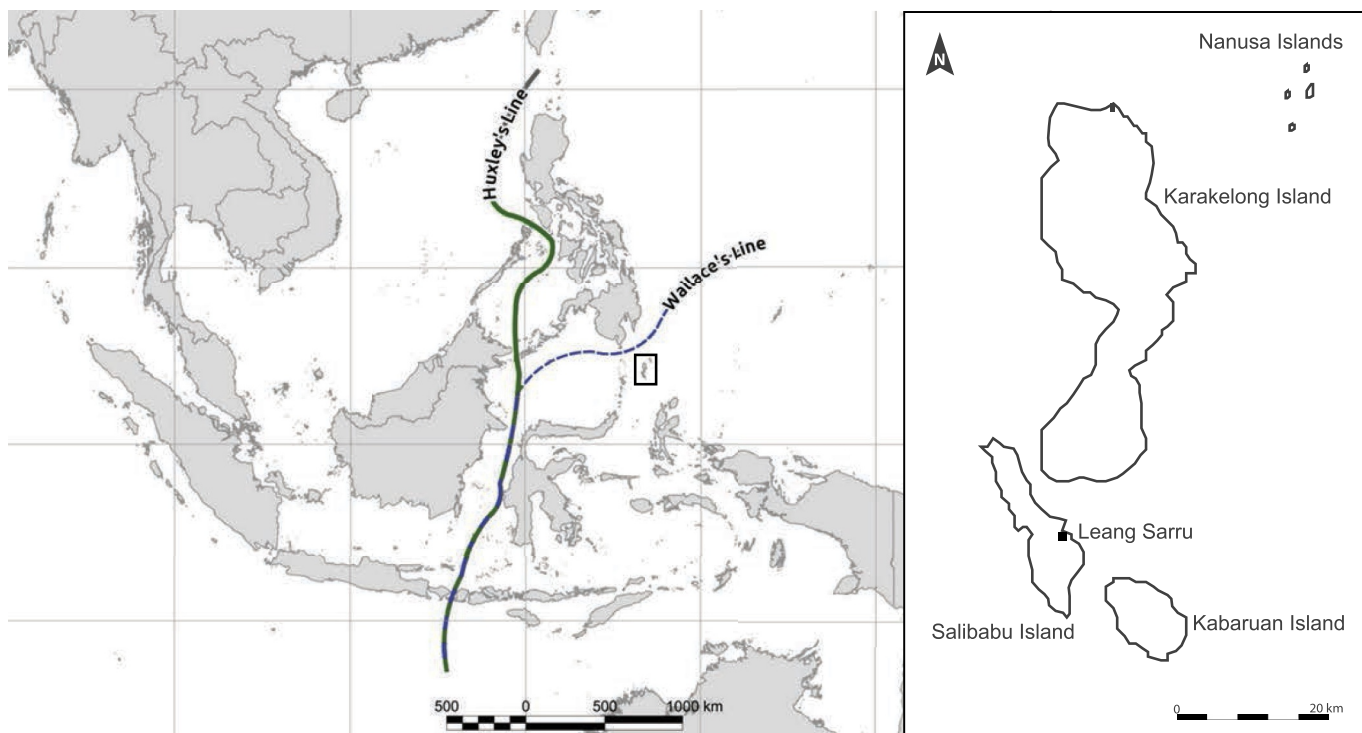 Huxley's Line
Wallace's Line
500 0 500 1000 km
N
Nanusa Islands
Karakelong Island
Leang Sarru
Salibabu Island
Kabaruan Island
0 20 km